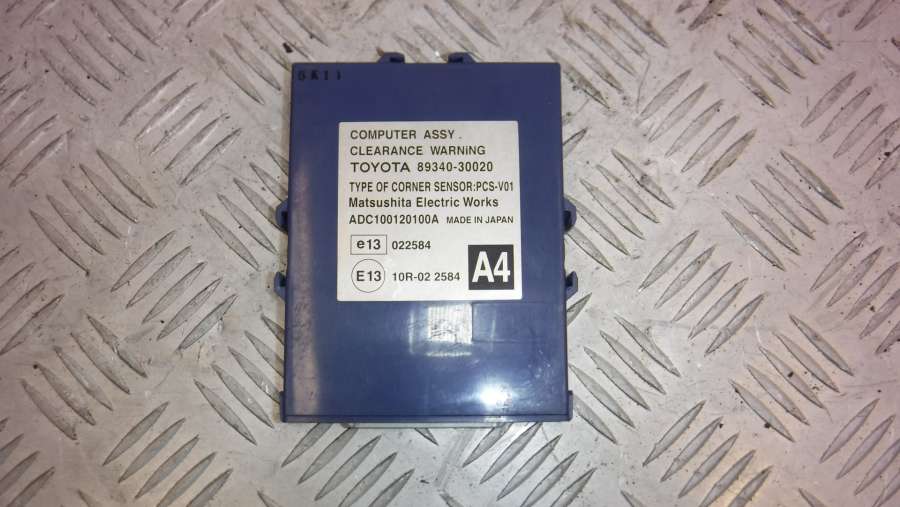 5K11
COMPUTER ASSY.
CLEARANCE WARNiNG
TOYOTA 89340-30020
TYPE OF CORNER SENSOR:PCS-V01
Matsushita Electric Works
ADC100120100A MADE IN JAPAN
e13 022584
E13 10R-02 2584 A4